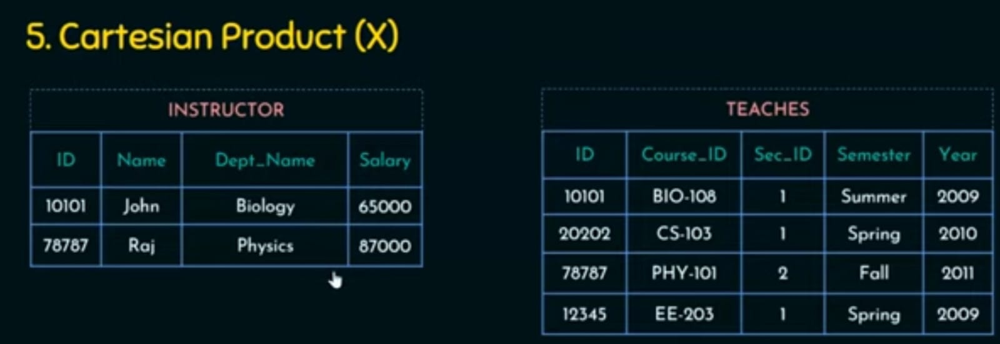 5. Cartesian Product (X)
INSTRUCTOR
ID Name Dept_Name Salary
10101 John Biology 65000
78787 Raj Physics 87000
TEACHES
ID Course_ID Sec_ID Semester Year
10101 BIO-108 1 Summer 2009
20202 CS-103 1 Spring 2010
78787 PHY-101 2 Fall 2011
12345 EE-203 1 Spring 2009